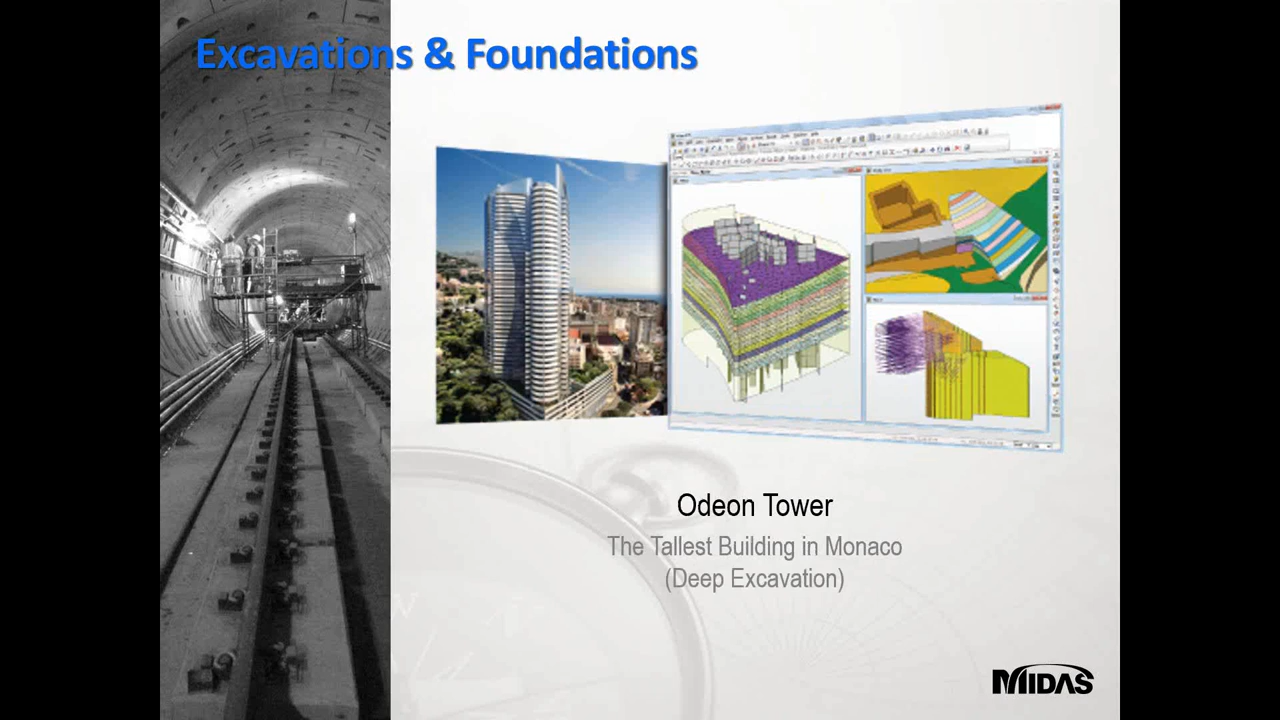 Excavations & Foundations
Odeon Tower
The Tallest Building in Monaco
(Deep Excavation)
MIDAS